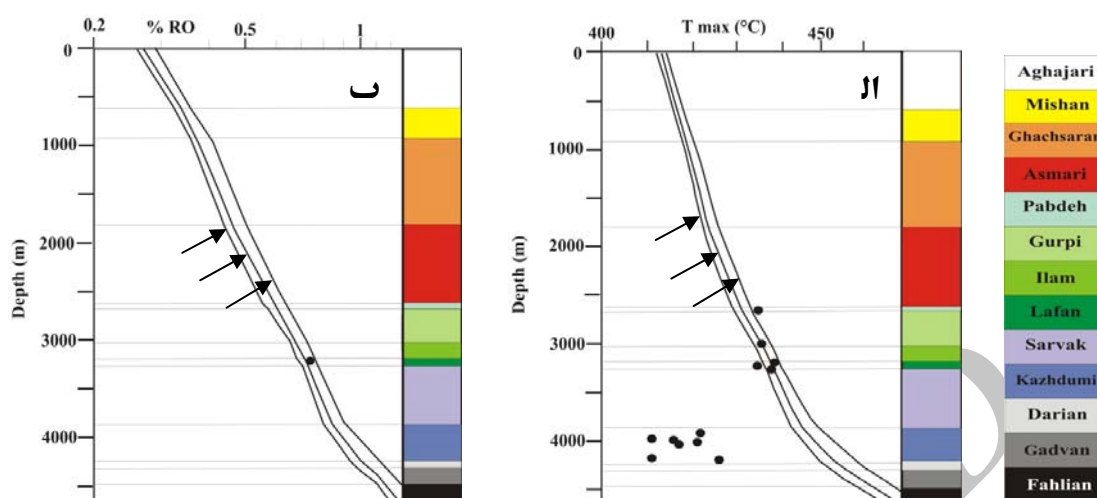 0.2 % RO 0.5 1
0
1000
2000
3000
4000
Depth (m)
ب
400 T max (°C) 450
0
1000
2000
3000
4000
Depth (m)
الـ
Aghajari
Mishan
Ghachsaran
Asmari
Pabdeh
Gurpi
Ilam
Lafan
Sarvak
Kazhdumi
Darian
Gadvan
Fahlian